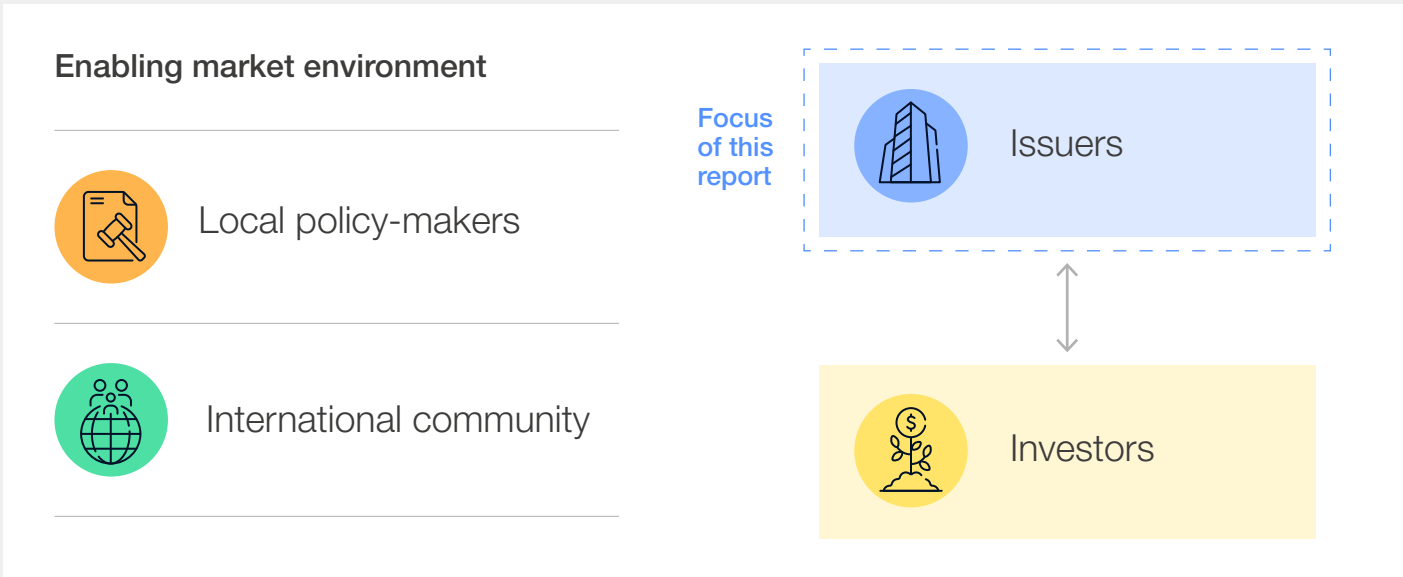 Enabling market environment
Local policy-makers
International community
Focus
of this
report
Issuers
$
Investors